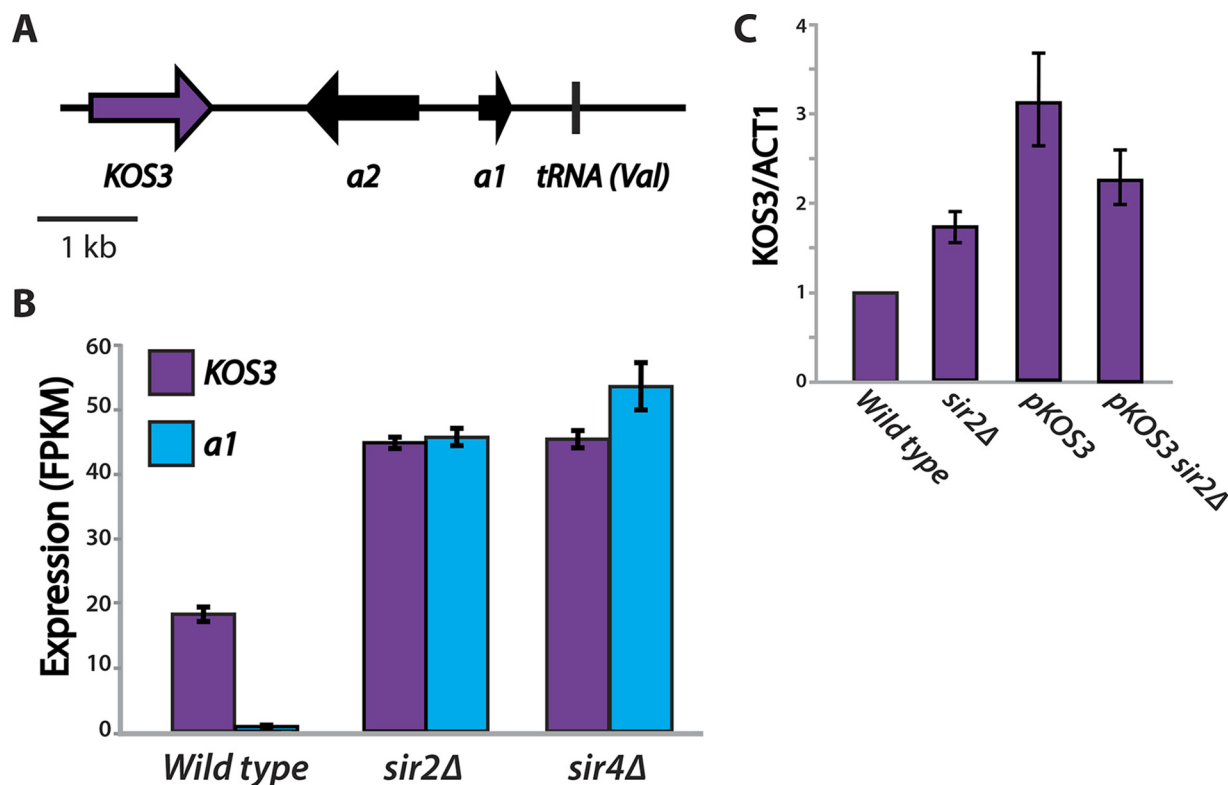 A
KOS3
a2
a1
tRNA (Val)
1 kb
B
Expression (FPKM)
60
50
40
30
20
10
0
KOS3
a1
Wild type
sir2Δ
sir4Δ
C
KOS3/ACT1
4
3
2
1
0
Wild type
sir2Δ
pKOS3
pKOS3 sir2Δ